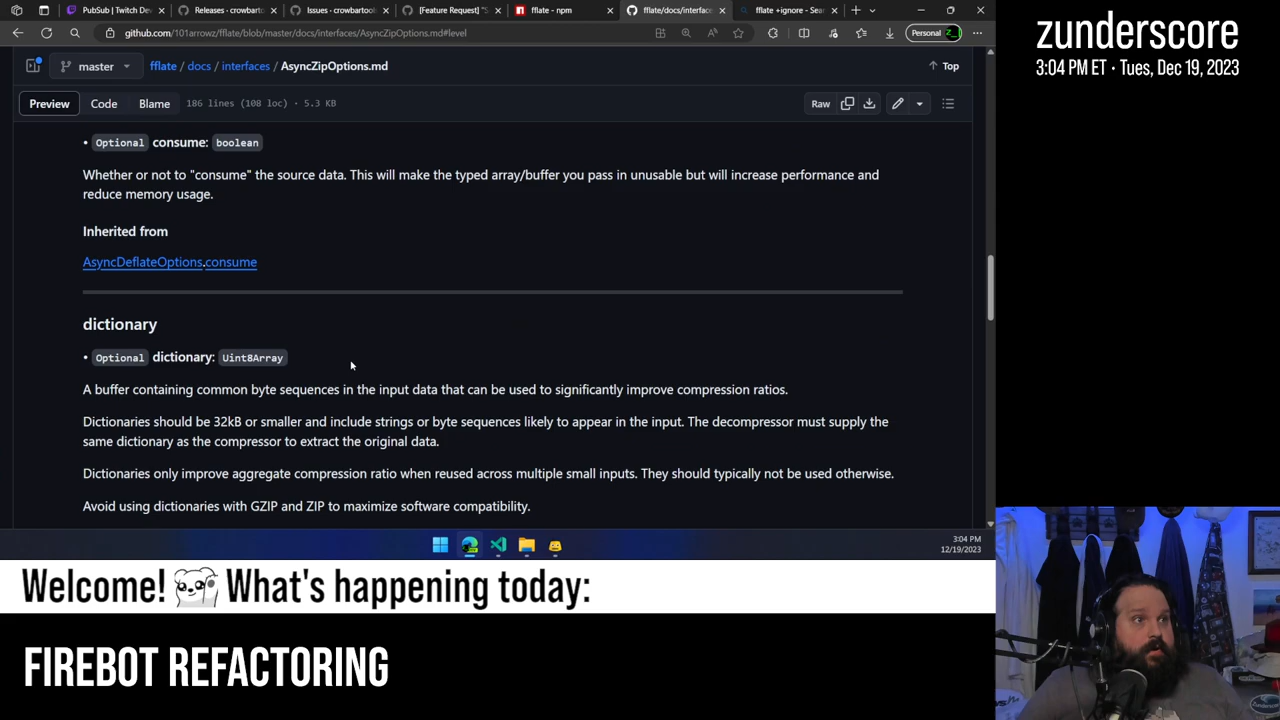 PubSub | Twitch Dev
Releases - crowbarto
Issues - crowbartool
[Feature Request] "S
fflate - npm
fflate/docs/interfac
fflate +ignore - Sea
github.com/101arrowz/fflate/blob/master/docs/interfaces/AsyncZipOptions.md#level
Personal
master
fflate / docs / interfaces / AsyncZipOptions.md
Top
Preview
Code
Blame
186 lines (108 loc) · 5.3 KB
Raw
• Optional consume: boolean
Whether or not to "consume" the source data. This will make the typed array/buffer you pass in unusable but will increase performance and
reduce memory usage.
Inherited from
AsyncDeflateOptions.consume
dictionary
• Optional dictionary: Uint8Array
A buffer containing common byte sequences in the input data that can be used to significantly improve compression ratios.
Dictionaries should be 32kB or smaller and include strings or byte sequences likely to appear in the input. The decompressor must supply the
same dictionary as the compressor to extract the original data.
Dictionaries only improve aggregate compression ratio when reused across multiple small inputs. They should typically not be used otherwise.
Avoid using dictionaries with GZIP and ZIP to maximize software compatibility.
3:04 PM
12/19/2023
zunderscore
3:04 PM ET · Tues, Dec 19, 2023
Welcome! What's happening today:
FIREBOT REFACTORING